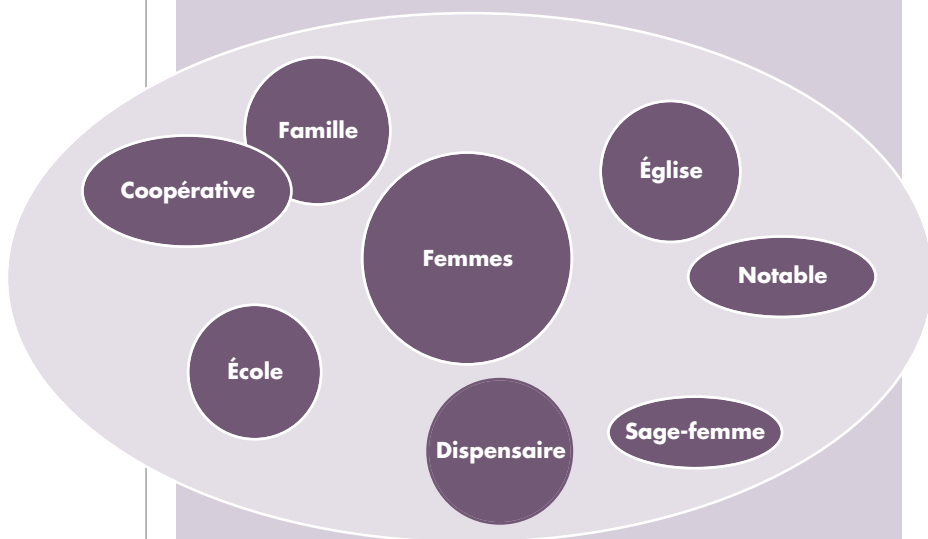 Famille
Coopérative
Église
Femmes
Notable
École
Dispensaire
Sage-femme